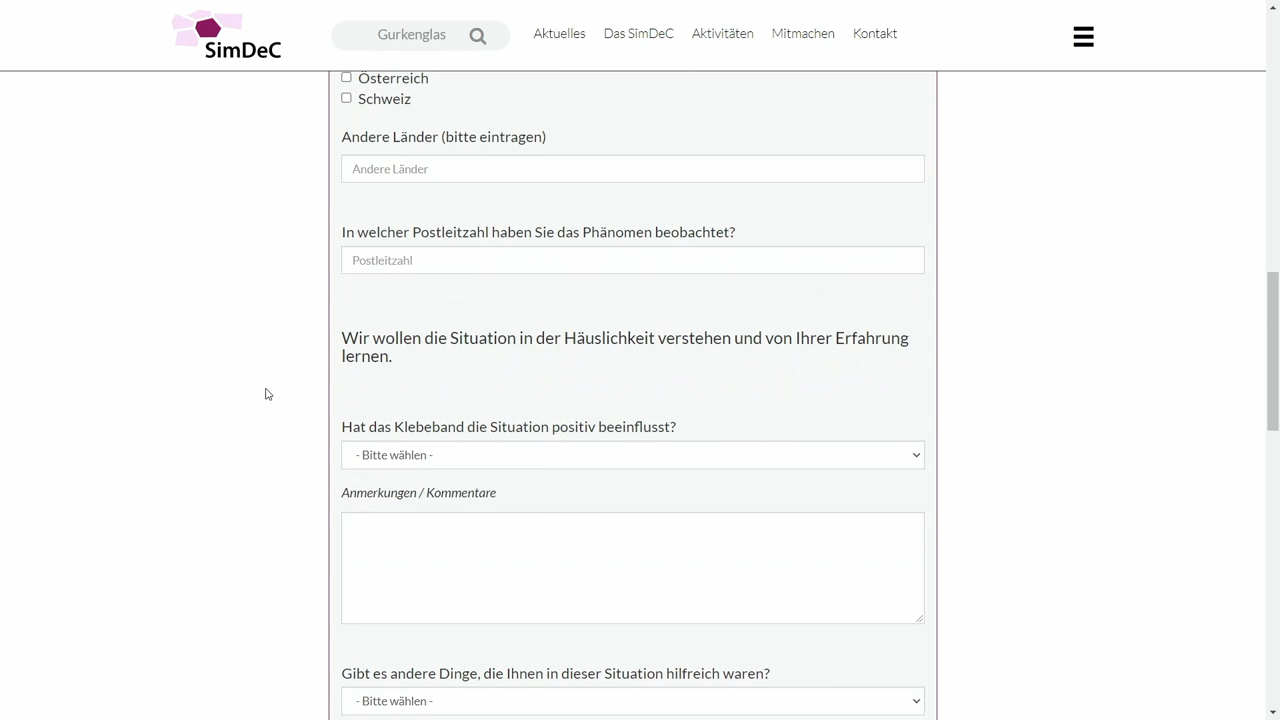 SimDeC
Gurkenglas
Aktuelles
Das SimDeC
Aktivitäten
Mitmachen
Kontakt
Österreich
Schweiz
Andere Länder (bitte eintragen)
Andere Länder
In welcher Postleitzahl haben Sie das Phänomen beobachtet?
Postleitzahl
Wir wollen die Situation in der Häuslichkeit verstehen und von Ihrer Erfahrung
lernen.
Hat das Klebeband die Situation positiv beeinflusst?
- Bitte wählen -
Anmerkungen / Kommentare
Gibt es andere Dinge, die Ihnen in dieser Situation hilfreich waren?
- Bitte wählen -